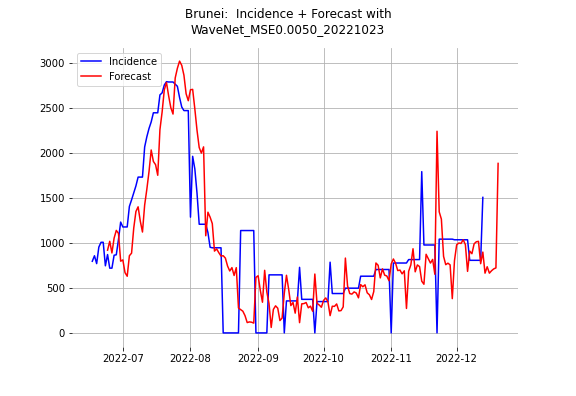 Brunei:  Incidence + Forecast with
WaveNet_MSE0.0050_20221023
Incidence
Forecast
3000
2500
2000
1500
1000
500
0
2022-07 2022-08 2022-09 2022-10 2022-11 2022-12